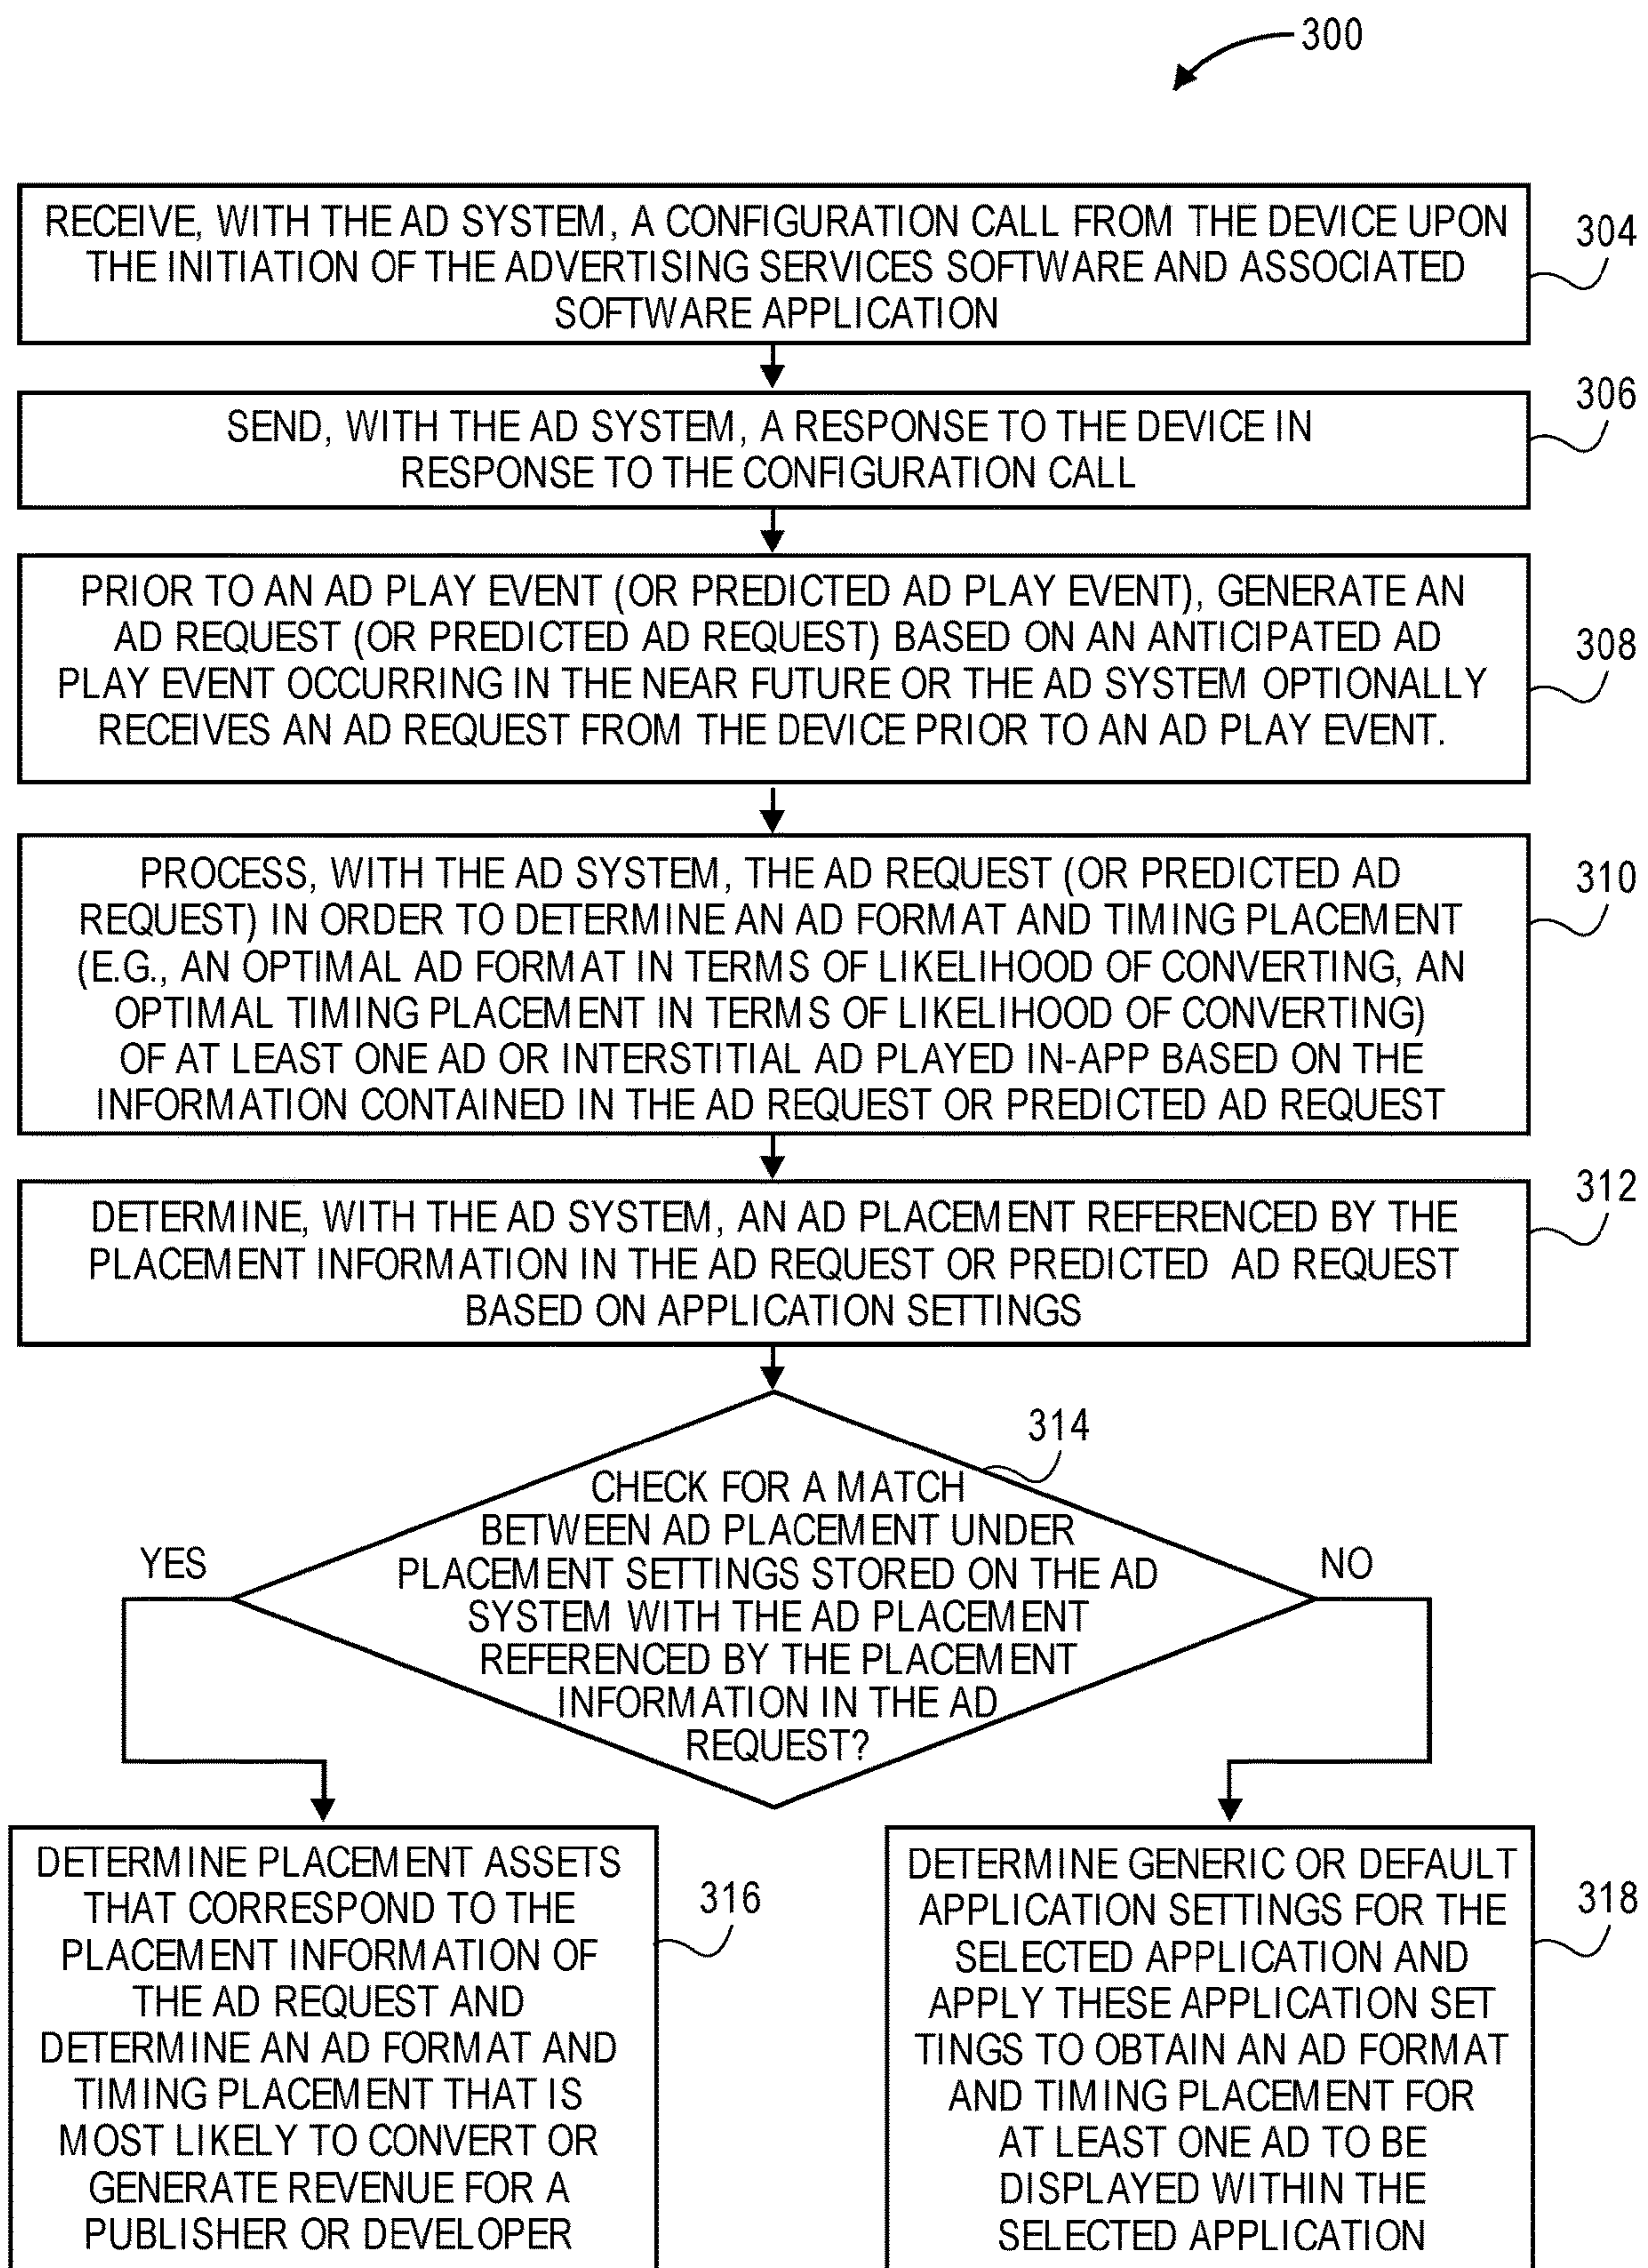 300
RECEIVE, WITH THE AD SYSTEM, A CONFIGURATION CALL FROM THE DEVICE UPON
THE INITIATION OF THE ADVERTISING SERVICES SOFTWARE AND ASSOCIATED
SOFTWARE APPLICATION
304
SEND, WITH THE AD SYSTEM, A RESPONSE TO THE DEVICE IN
RESPONSE TO THE CONFIGURATION CALL
306
PRIOR TO AN AD PLAY EVENT (OR PREDICTED AD PLAY EVENT), GENERATE AN
AD REQUEST (OR PREDICTED AD REQUEST) BASED ON AN ANTICIPATED AD
PLAY EVENT OCCURRING IN THE NEAR FUTURE OR THE AD SYSTEM OPTIONALLY
RECEIVES AN AD REQUEST FROM THE DEVICE PRIOR TO AN AD PLAY EVENT.
308
PROCESS, WITH THE AD SYSTEM, THE AD REQUEST (OR PREDICTED AD
REQUEST) IN ORDER TO DETERMINE AN AD FORMAT AND TIMING PLACEMENT
(E.G., AN OPTIMAL AD FORMAT IN TERMS OF LIKELIHOOD OF CONVERTING, AN
OPTIMAL TIMING PLACEMENT IN TERMS OF LIKELIHOOD OF CONVERTING)
OF AT LEAST ONE AD OR INTERSTITIAL AD PLAYED IN-APP BASED ON THE
INFORMATION CONTAINED IN THE AD REQUEST OR PREDICTED AD REQUEST
310
DETERMINE, WITH THE AD SYSTEM, AN AD PLACEMENT REFERENCED BY THE
PLACEMENT INFORMATION IN THE AD REQUEST OR PREDICTED AD REQUEST
BASED ON APPLICATION SETTINGS
312
314
CHECK FOR A MATCH
BETWEEN AD PLACEMENT UNDER
PLACEMENT SETTINGS STORED ON THE AD
SYSTEM WITH THE AD PLACEMENT
REFERENCED BY THE PLACEMENT
INFORMATION IN THE AD
REQUEST?
YES
NO
DETERMINE PLACEMENT ASSETS
THAT CORRESPOND TO THE
PLACEMENT INFORMATION OF
THE AD REQUEST AND
DETERMINE AN AD FORMAT AND
TIMING PLACEMENT THAT IS
MOST LIKELY TO CONVERT OR
GENERATE REVENUE FOR A
PUBLISHER OR DEVELOPER
316
DETERMINE GENERIC OR DEFAULT
APPLICATION SETTINGS FOR THE
SELECTED APPLICATION AND
APPLY THESE APPLICATION SET
TINGS TO OBTAIN AN AD FORMAT
AND TIMING PLACEMENT FOR
AT LEAST ONE AD TO BE
DISPLAYED WITHIN THE
SELECTED APPLICATION
318